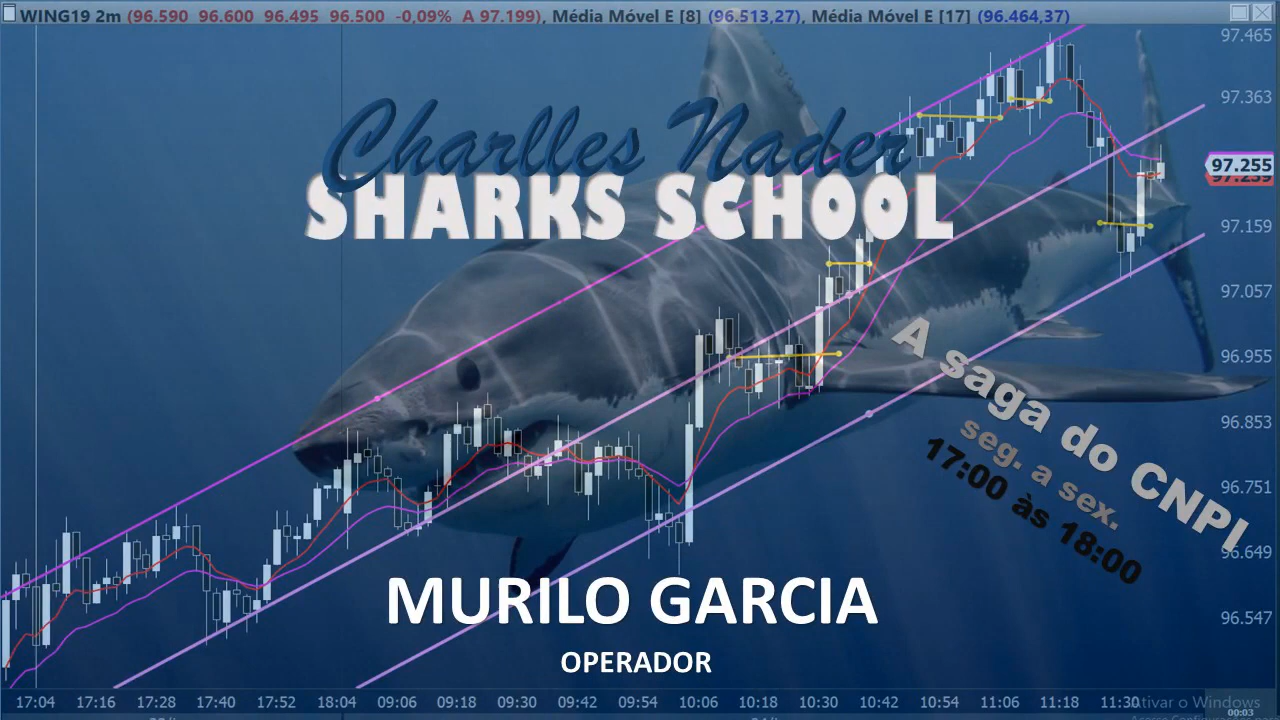 WING19 2m (96.590 96.600 96.495 96.500 -0,09% A 97.199), Média Móvel E [8] (96.513,27), Média Móvel E [17] (96.464,37)
97.465
97.363
Charlles Nader
SHARKS SCHOOL
97.255
97.159
97.057
96.955
A saga do CNPI
seg. a sex.
17:00 às 18:00
96.853
96.751
96.649
96.547
MURILO GARCIA
OPERADOR
17:04 17:16 17:28 17:40 17:52 18:04 09:06 09:18 09:30 09:42 09:54 10:06 10:18 10:30 10:42 10:54 11:06 11:18 11:30
Ativar o Windows
00:03